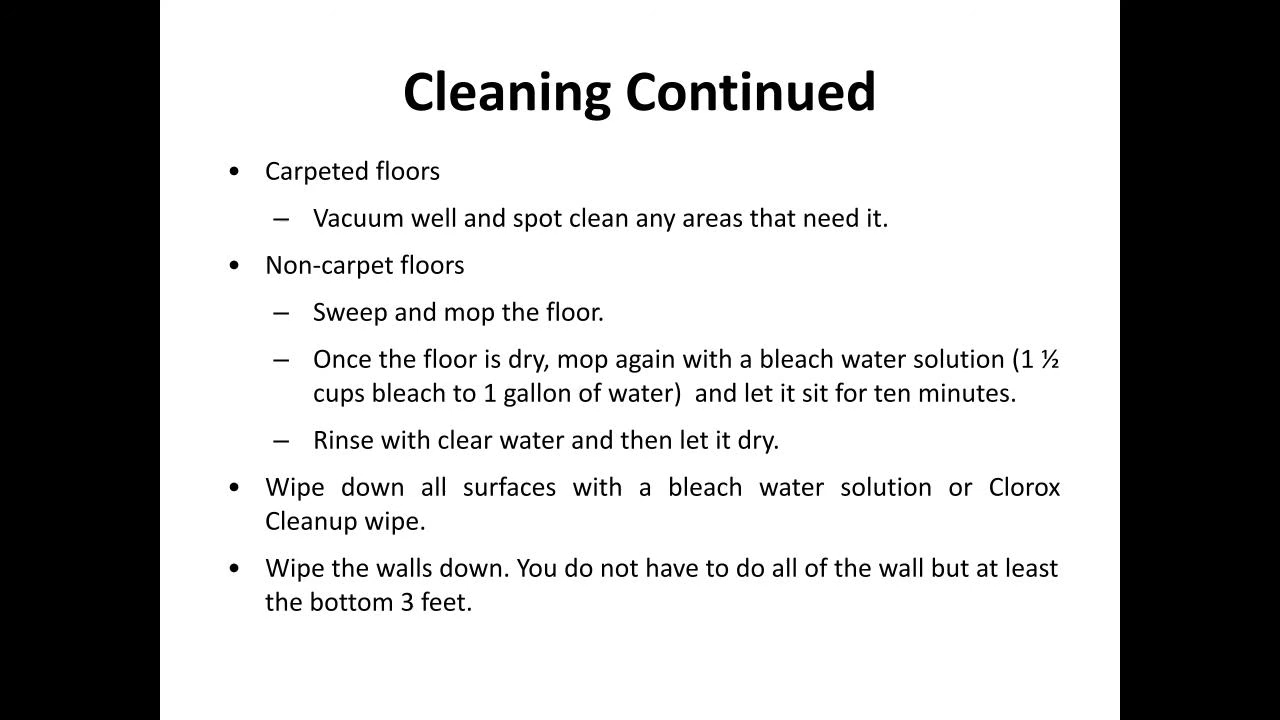 Cleaning Continued
• Carpeted floors
– Vacuum well and spot clean any areas that need it.
• Non-carpet floors
– Sweep and mop the floor.
– Once the floor is dry, mop again with a bleach water solution (1 ½
cups bleach to 1 gallon of water)  and let it sit for ten minutes.
– Rinse with clear water and then let it dry.
• Wipe down all surfaces with a bleach water solution or Clorox
Cleanup wipe.
• Wipe the walls down. You do not have to do all of the wall but at least
the bottom 3 feet.